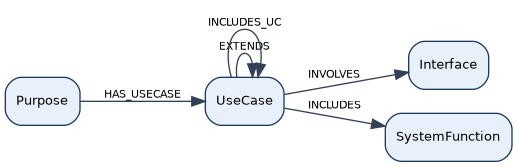 INCLUDES_UC
EXTENDS
Purpose
HAS_USECASE
UseCase
INVOLVES
Interface
INCLUDES
SystemFunction